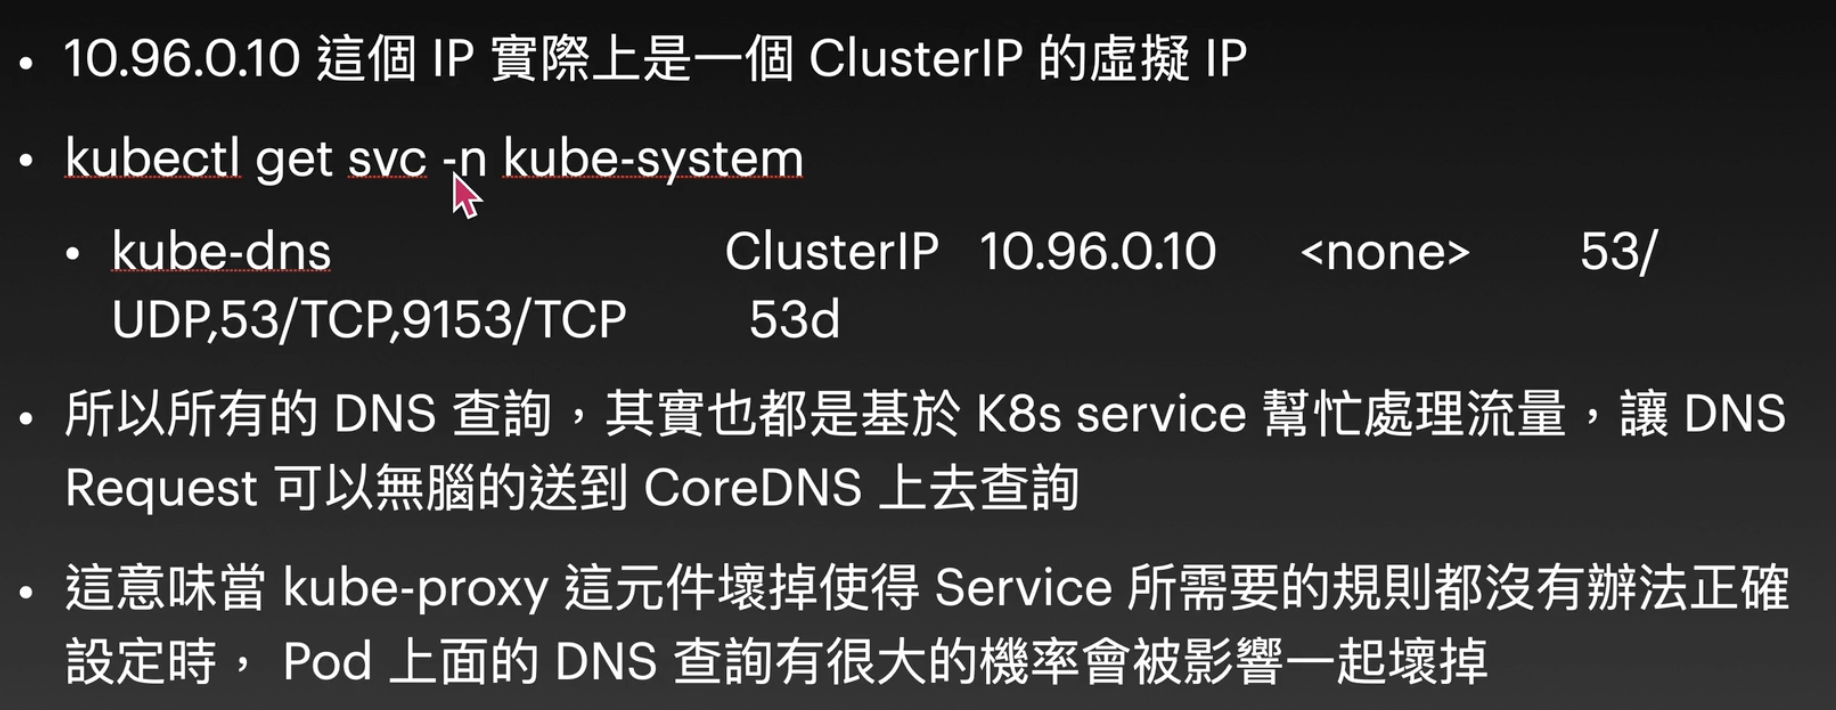 • 10.96.0.10 這個 IP 實際上是一個 ClusterIP 的虛擬 IP
• kubectl get svc -n kube-system
• kube-dns ClusterIP 10.96.0.10 <none> 53/
UDP,53/TCP,9153/TCP 53d
• 所以所有的 DNS 查詢，其實也都是基於 K8s service 幫忙處理流量，讓 DNS
Request 可以無腦的送到 CoreDNS 上去查詢
• 這意味當 kube-proxy 這元件壞掉使得 Service 所需要的規則都沒有辦法正確
設定時， Pod 上面的 DNS 查詢有很大的機率會被影響一起壞掉